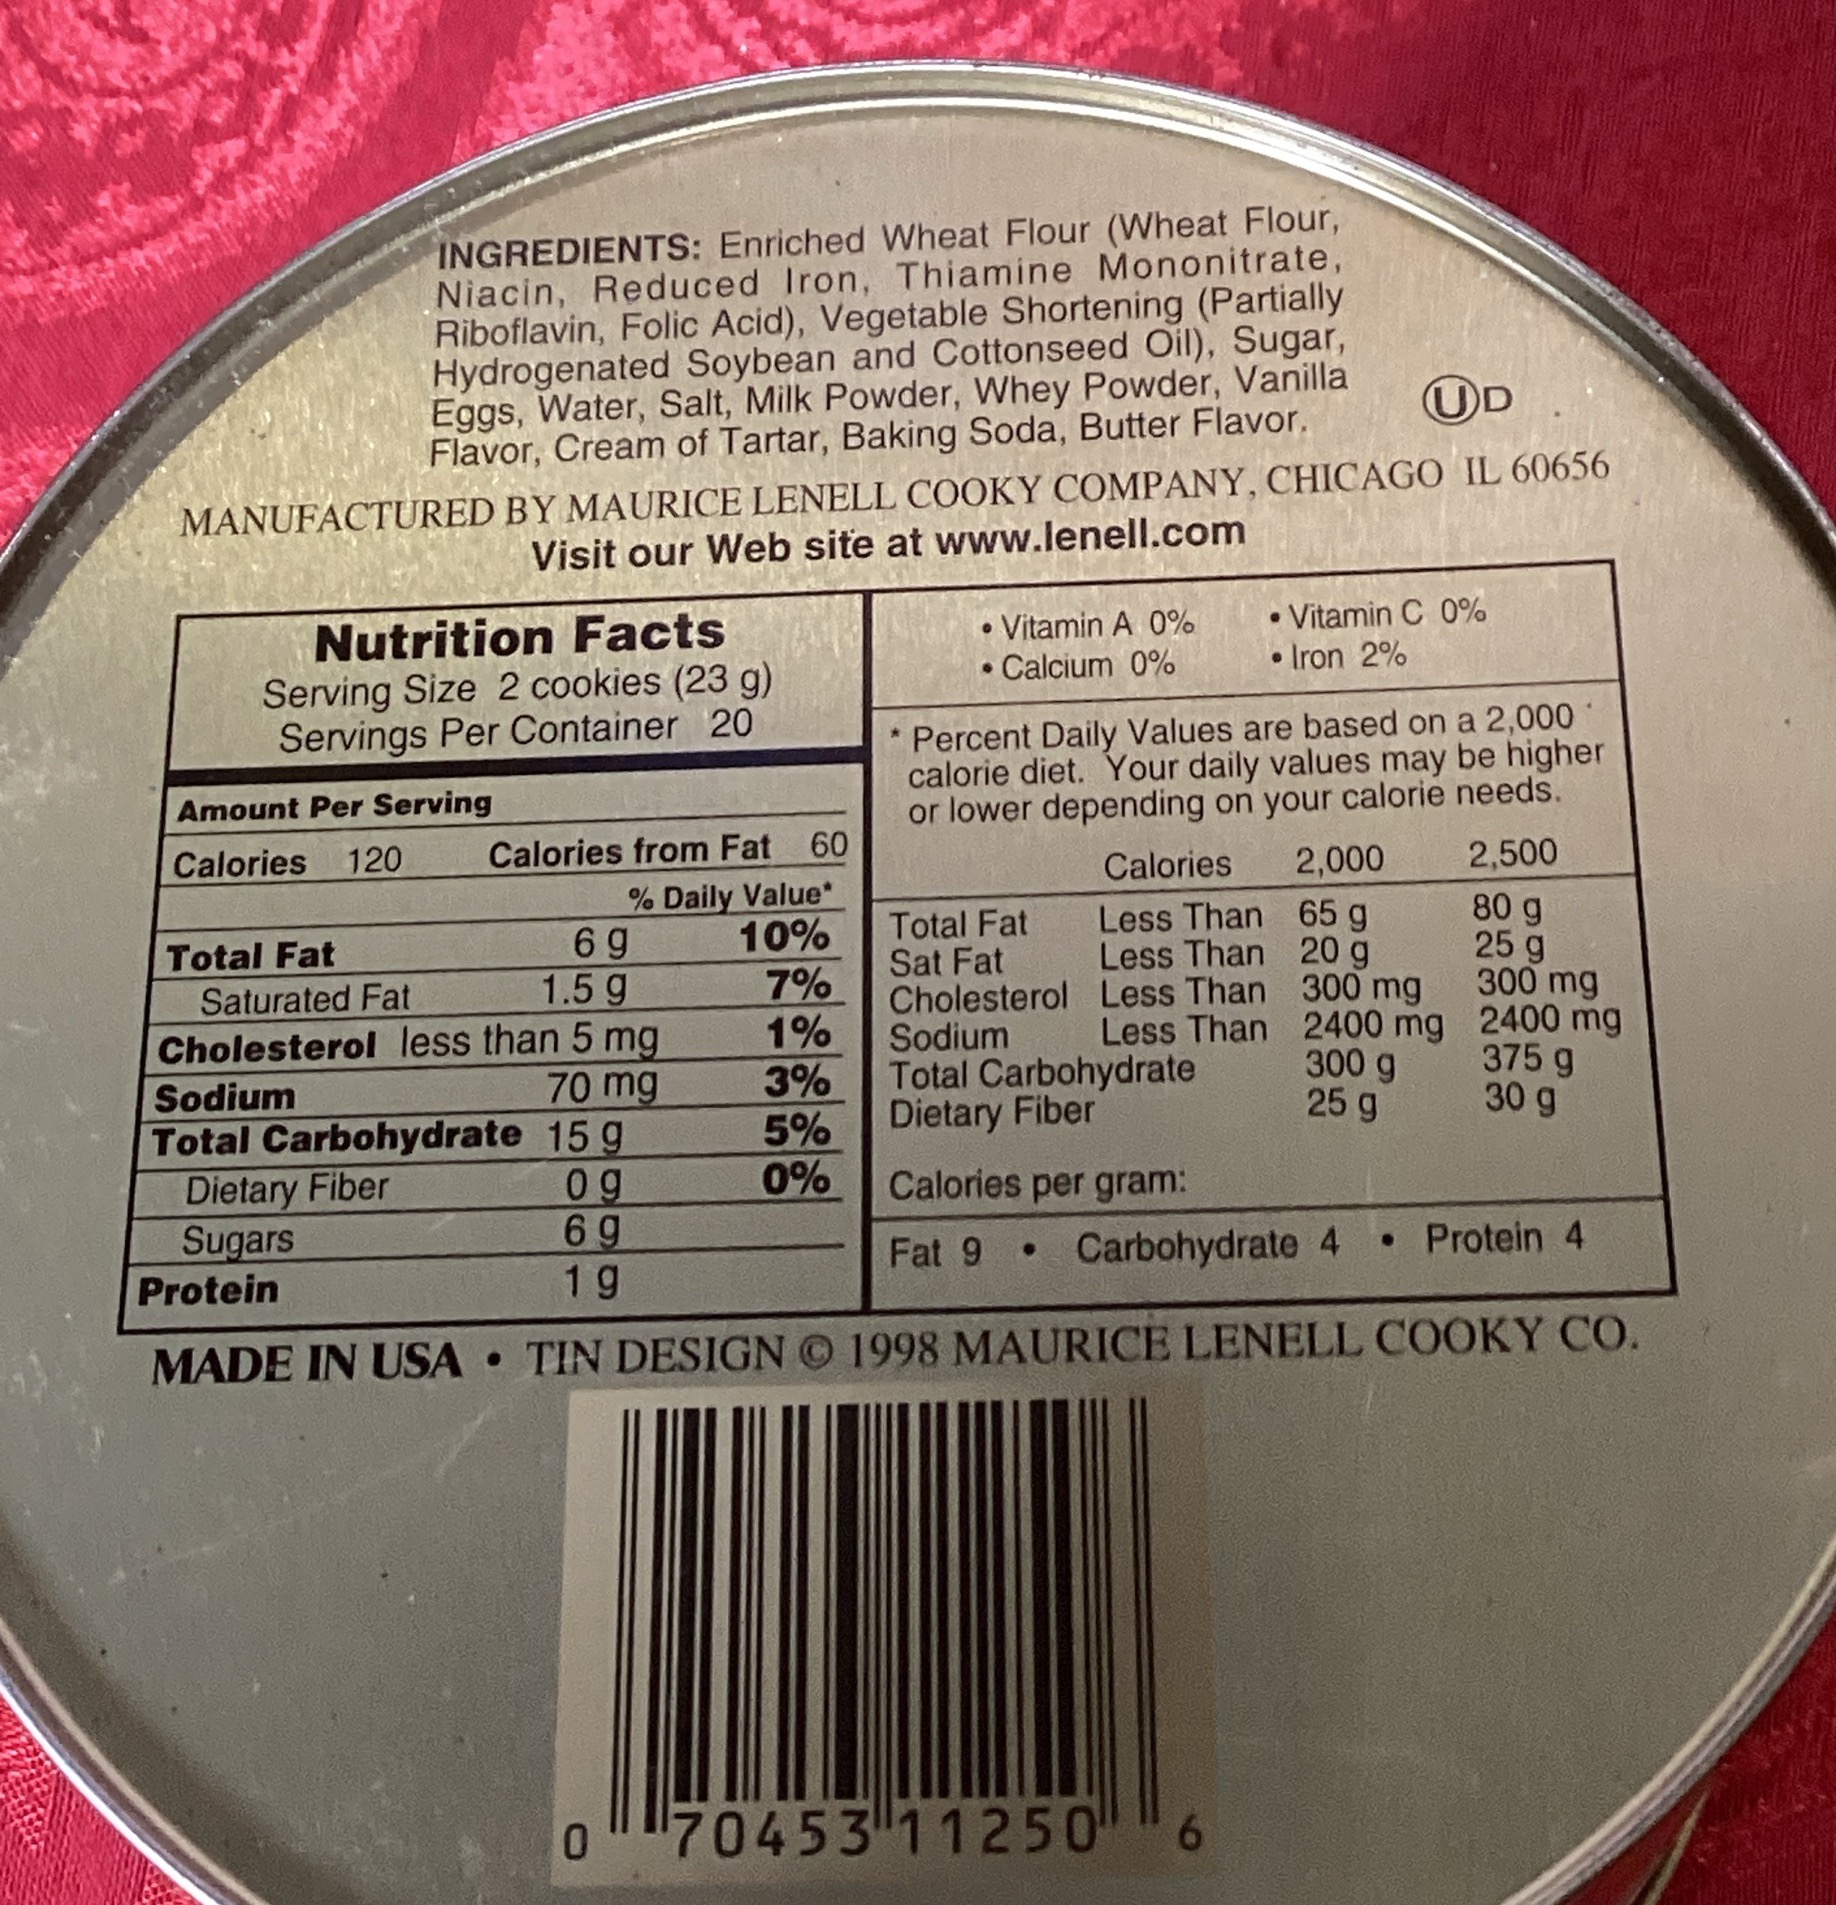 INGREDIENTS: Enriched Wheat Flour (Wheat Flour,
Niacin, Reduced Iron, Thiamine Mononitrate,
Riboflavin, Folic Acid), Vegetable Shortening (Partially
Hydrogenated Soybean and Cottonseed Oil), Sugar,
Eggs, Water, Salt, Milk Powder, Whey Powder, Vanilla
Flavor, Cream of Tartar, Baking Soda, Butter Flavor.
Ⓤ D
MANUFACTURED BY MAURICE LENELL COOKY COMPANY, CHICAGO IL 60656
Visit our Web site at www.lenell.com
Nutrition Facts
Serving Size 2 cookies (23 g)
Servings Per Container 20
Amount Per Serving
Calories 120 Calories from Fat 60
% Daily Value*
Total Fat 6 g 10%
Saturated Fat 1.5 g 7%
Cholesterol less than 5 mg 1%
Sodium 70 mg 3%
Total Carbohydrate 15 g 5%
Dietary Fiber 0 g 0%
Sugars 6 g
Protein 1 g
• Vitamin A 0% • Vitamin C 0%
• Calcium 0% • Iron 2%
* Percent Daily Values are based on a 2,000
calorie diet. Your daily values may be higher
or lower depending on your calorie needs.
Calories 2,000 2,500
Total Fat Less Than 65 g 80 g
Sat Fat Less Than 20 g 25 g
Cholesterol Less Than 300 mg 300 mg
Sodium Less Than 2400 mg 2400 mg
Total Carbohydrate 300 g 375 g
Dietary Fiber 25 g 30 g
Calories per gram:
Fat 9 • Carbohydrate 4 • Protein 4
MADE IN USA • TIN DESIGN © 1998 MAURICE LENELL COOKY CO.
0 70453 11250 6